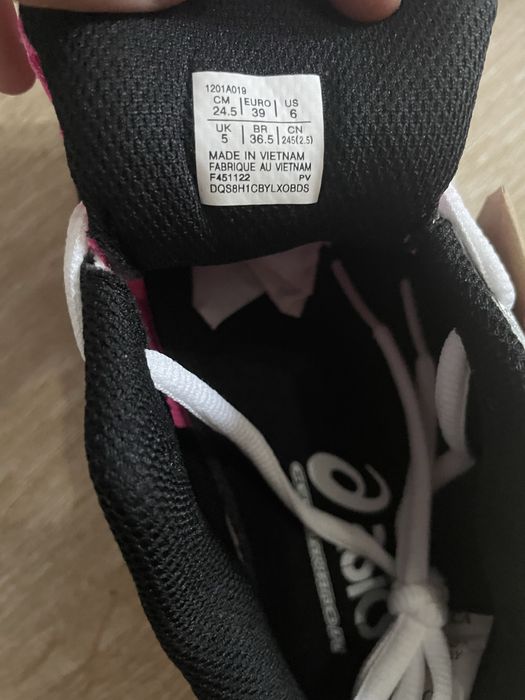 1201A019
CM EURO US
24.5 39 6
UK BR CN
5 36.5 245(2.5)
MADE IN VIETNAM
FABRIQUE AU VIETNAM
F451122 PV
DQS8H1CBYLXOBDS
asics